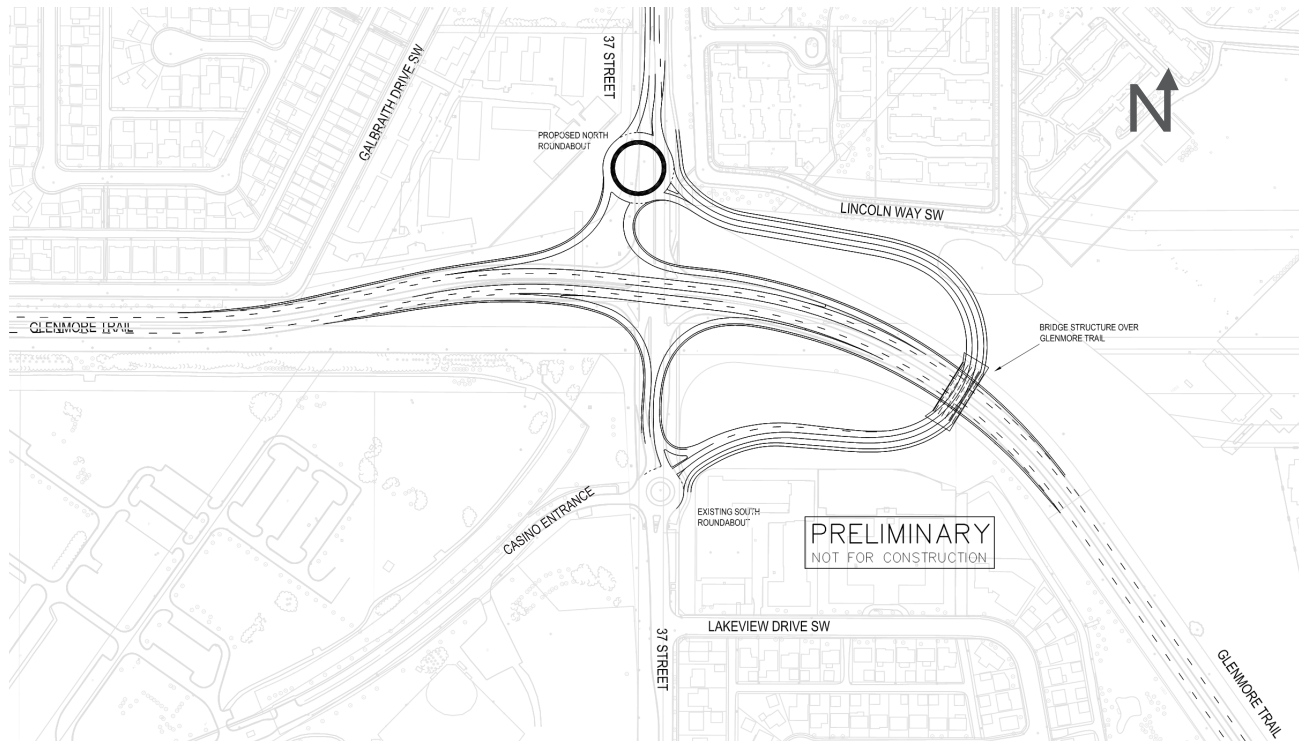 37 STREET
GALBRAITH DRIVE SW
PROPOSED NORTH
ROUNDABOUT
N
LINCOLN WAY SW
GLENMORE TRAIL
BRIDGE STRUCTURE OVER
GLENMORE TRAIL
CASINO ENTRANCE
EXISTING SOUTH
ROUNDABOUT
PRELIMINARY
NOT FOR CONSTRUCTION
LAKEVIEW DRIVE SW
37 STREET
GLENMORE TRAIL